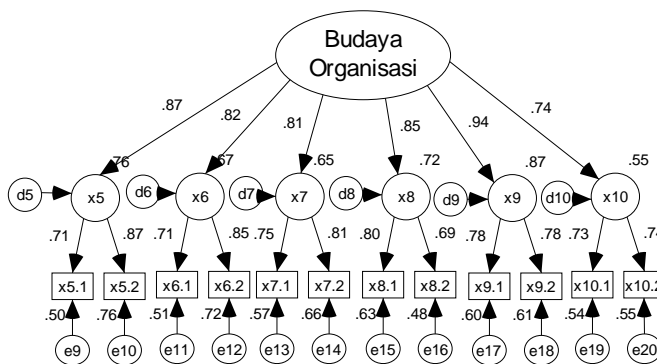 Budaya
Organisasi
.87
.82
.81
.85
.94
.74
.76
.67
.65
.72
.87
.55
d5
x5
d6
x6
d7
x7
d8
x8
d9
x9
d10
x10
.71
.87
.71
.85
.75
.81
.80
.69
.78
.78
.73
.74
x5.1
x5.2
x6.1
x6.2
x7.1
x7.2
x8.1
x8.2
x9.1
x9.2
x10.1
x10.2
.50
.76
.51
.72
.57
.66
.63
.48
.60
.61
.54
.55
e9
e10
e11
e12
e13
e14
e15
e16
e17
e18
e19
e20